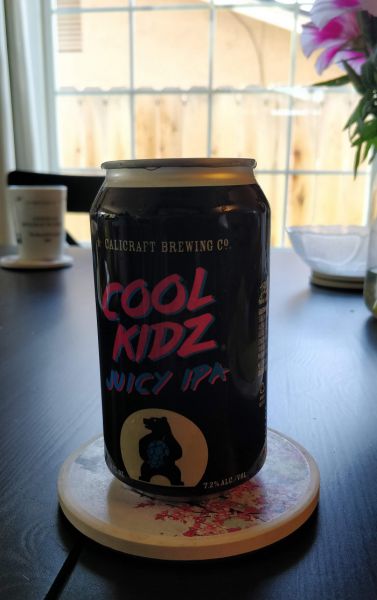 CALICRAFT BREWING CO.
COOL
KIDZ
JUICY IPA
7.2% ALC./VOL